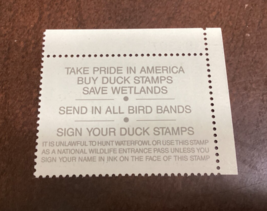 TAKE PRIDE IN AMERICA
BUY DUCK STAMPS
SAVE WETLANDS
SEND IN ALL BIRD BANDS
SIGN YOUR DUCK STAMPS
IT IS UNLAWFUL TO HUNT WATERFOWL OR USE THIS STAMP
AS A NATIONAL WILDLIFE ENTRANCE PASS UNLESS YOU
SIGN YOUR NAME IN INK ON THE FACE OF THIS STAMP